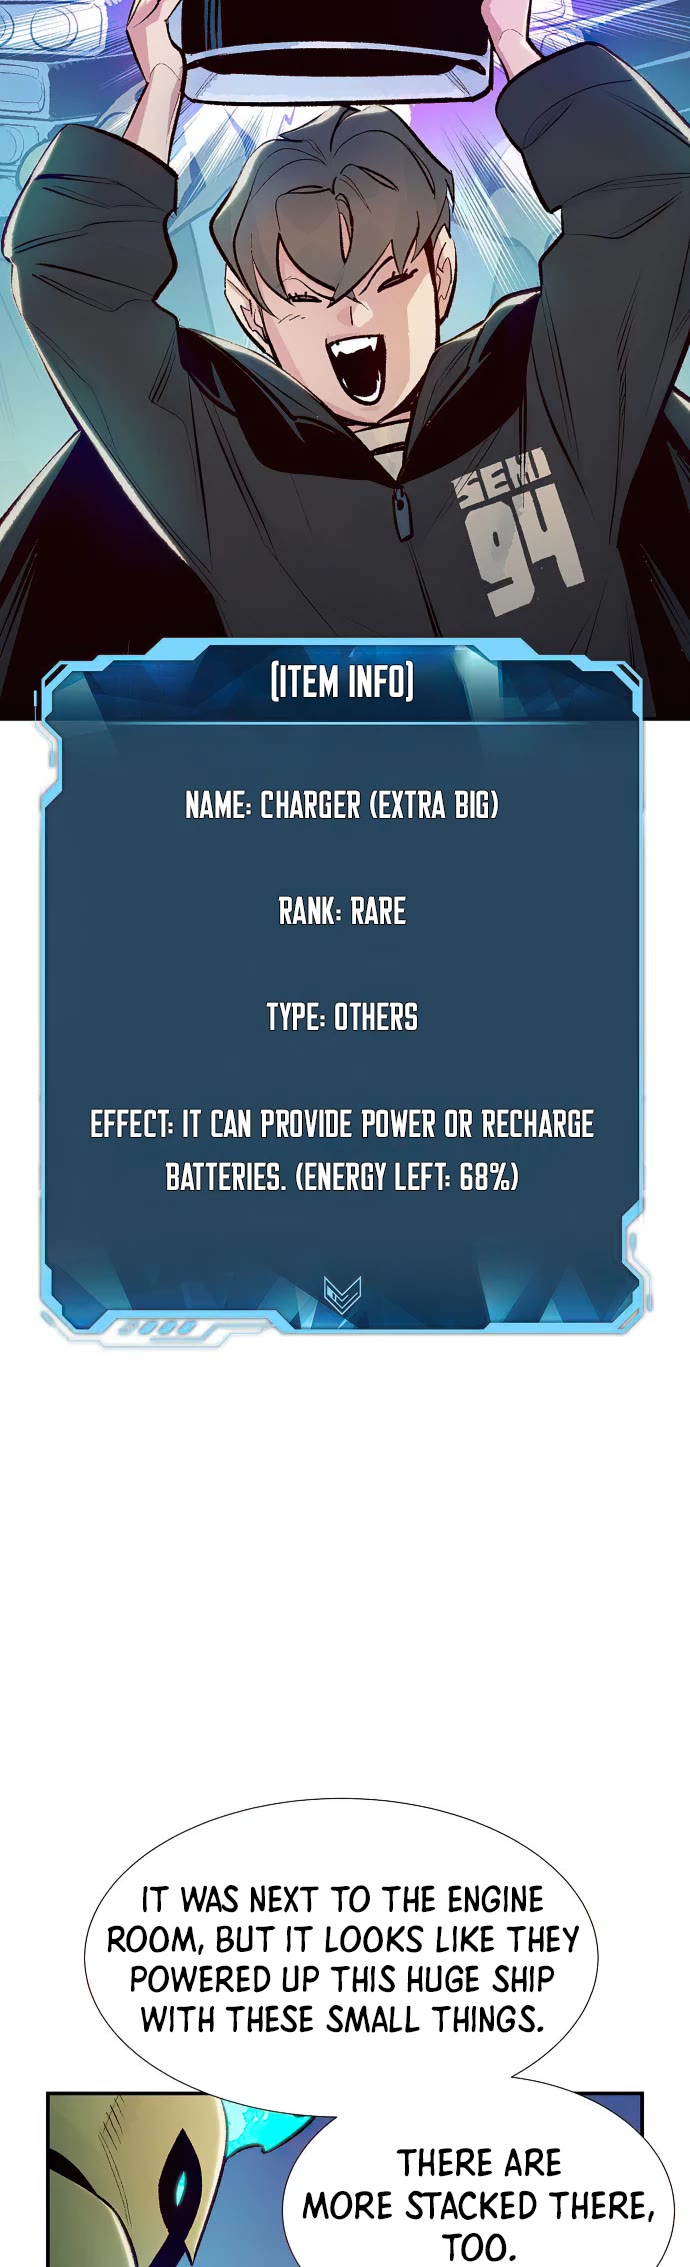 SEMI
94
[ITEM INFO]
NAME: CHARGER (EXTRA BIG)
RANK: RARE
TYPE: OTHERS
EFFECT: IT CAN PROVIDE POWER OR RECHARGE
BATTERIES. (ENERGY LEFT: 68%)
IT WAS NEXT TO THE ENGINE
ROOM, BUT IT LOOKS LIKE THEY
POWERED UP THIS HUGE SHIP
WITH THESE SMALL THINGS.
THERE ARE
MORE STACKED THERE,
TOO.